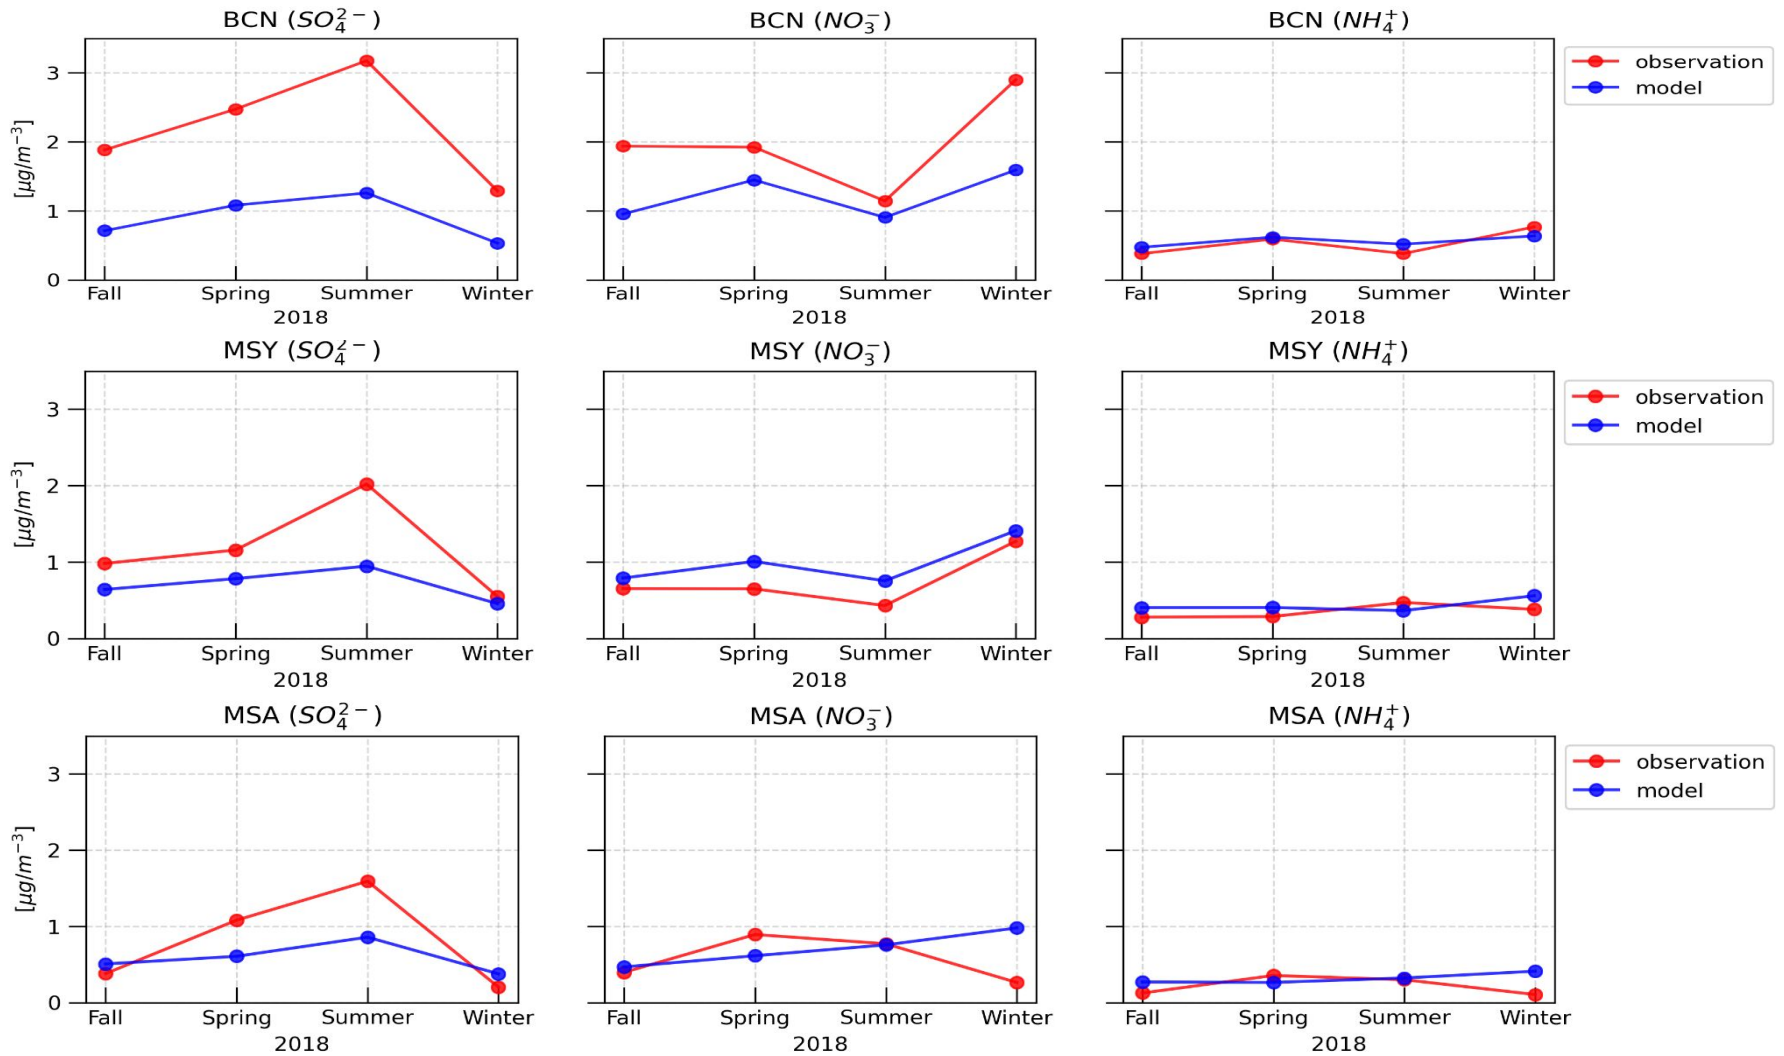 BCN (SO₄²⁻) BCN (NO₃⁻) BCN (NH₄⁺)
[μg/m⁻³]
3
2
1
0
Fall Spring Summer Winter
2018
Spring Summer
2018
Fall Spring Summer Winter
2018
observation
model
MSY (SO₄²⁻) MSY (NO₃⁻) MSY (NH₄⁺)
[μg/m⁻³]
3
2
1
0
Fall Spring Summer Winter
2018
Fall Spring Summer Winter
2018
Fall Spring Summer Winter
2018
observation
model
MSA (SO₄²⁻) MSA (NO₃⁻) MSA (NH₄⁺)
[μg/m⁻³]
3
2
1
0
Fall Spring Summer Winter
2018
Fall Spring Summer Winter
2018
Fall Spring Summer Winter
2018
observation
model